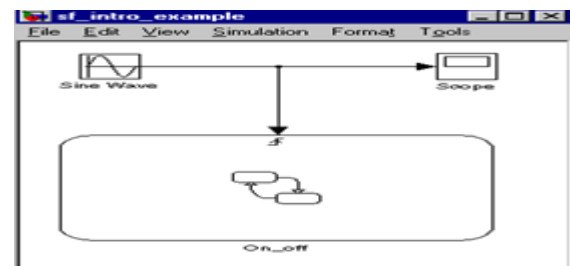 sf_intro_example
File Edit View Simulation Format Tools
Sine Wave
Scope
On_off